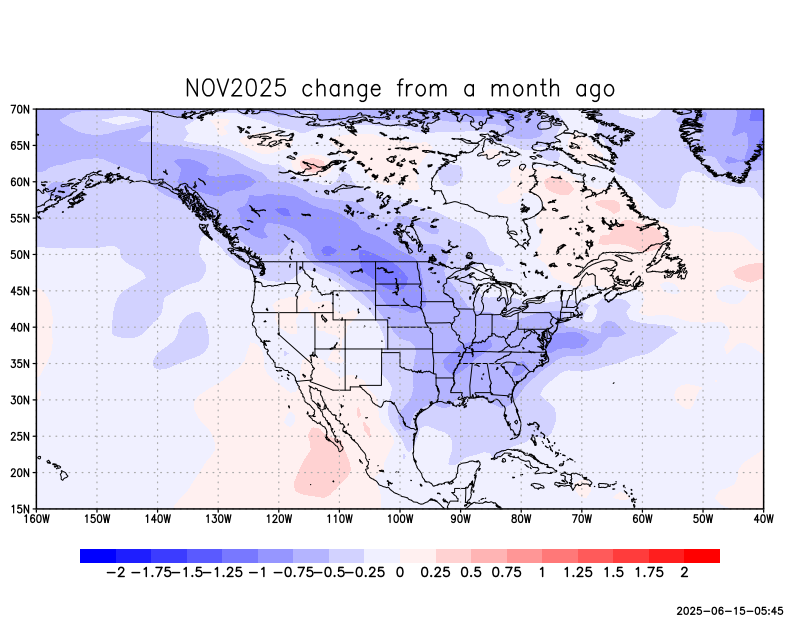 NOV2025 change from a month ago
70N
65N
60N
55N
50N
45N
40N
35N
30N
25N
20N
15N
160W 150W 140W 130W 120W 110W 100W 90W 80W 70W 60W 50W 40W
−2 −1.75 −1.5 −1.25 −1 −0.75 −0.5 −0.25 0 0.25 0.5 0.75 1 1.25 1.5 1.75 2
2025−06−15−05:45